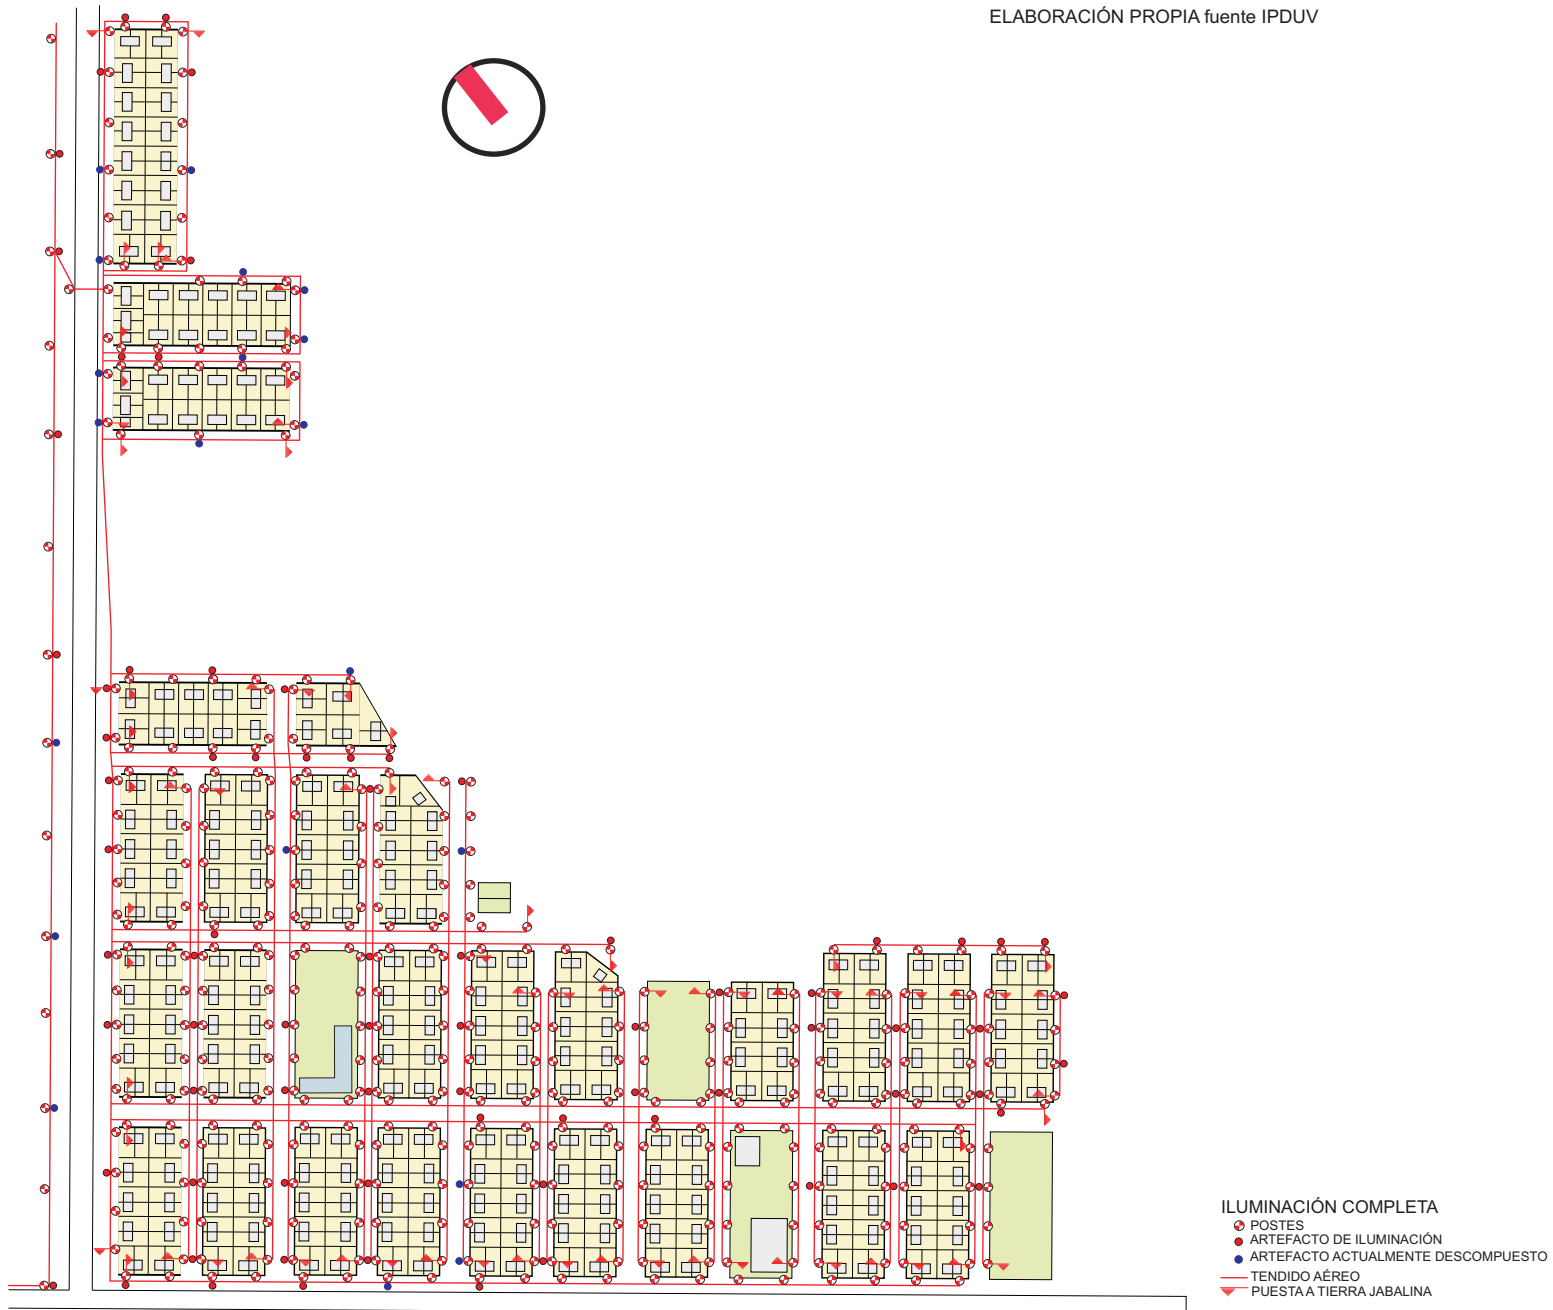 ELABORACIÓN PROPIA fuente IPDUV
ILUMINACIÓN COMPLETA
POSTES
ARTEFACTO DE ILUMINACIÓN
ARTEFACTO ACTUALMENTE DESCOMPUESTO
TENDIDO AÉREO
PUESTA A TIERRA JABALINA